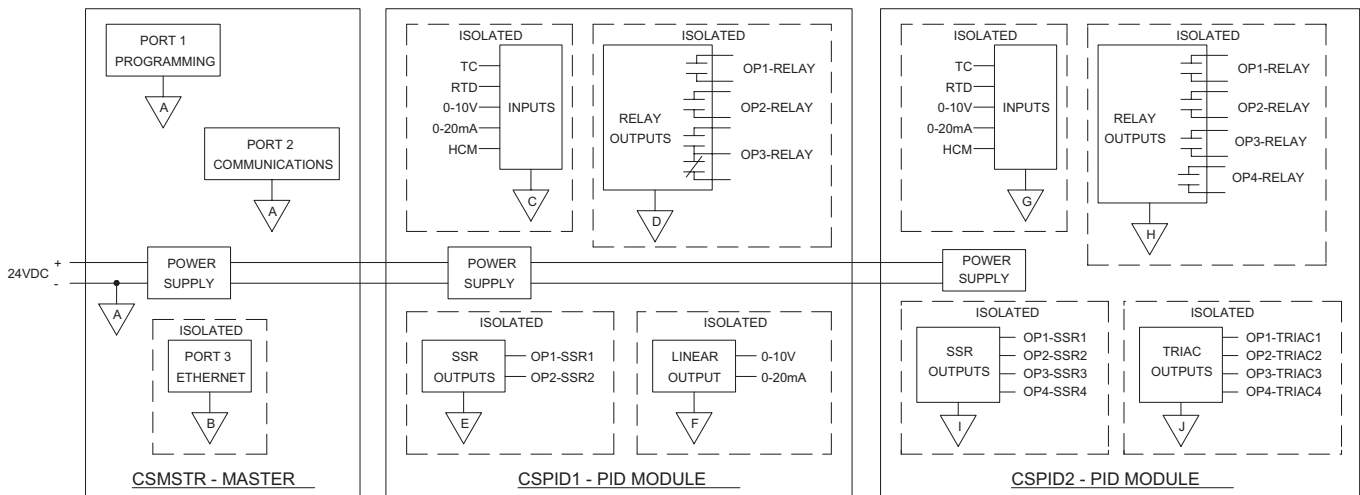 PORT 1
PROGRAMMING
A
PORT 2
COMMUNICATIONS
A
24VDC
+
-
POWER
SUPPLY
A
ISOLATED
PORT 3
ETHERNET
B
CSMSTR - MASTER
ISOLATED
TC
RTD
0-10V
0-20mA
HCM
INPUTS
C
ISOLATED
RELAY
OUTPUTS
OP1-RELAY
OP2-RELAY
OP3-RELAY
D
POWER
SUPPLY
ISOLATED
SSR
OUTPUTS
OP1-SSR1
OP2-SSR2
E
ISOLATED
LINEAR
OUTPUT
0-10V
0-20mA
F
CSPID1 - PID MODULE
ISOLATED
TC
RTD
0-10V
0-20mA
HCM
INPUTS
G
ISOLATED
RELAY
OUTPUTS
OP1-RELAY
OP2-RELAY
OP3-RELAY
OP4-RELAY
H
POWER
SUPPLY
ISOLATED
SSR
OUTPUTS
OP1-SSR1
OP2-SSR2
OP3-SSR3
OP4-SSR4
I
ISOLATED
TRIAC
OUTPUTS
OP1-TRIAC1
OP2-TRIAC2
OP3-TRIAC3
OP4-TRIAC4
J
CSPID2 - PID MODULE